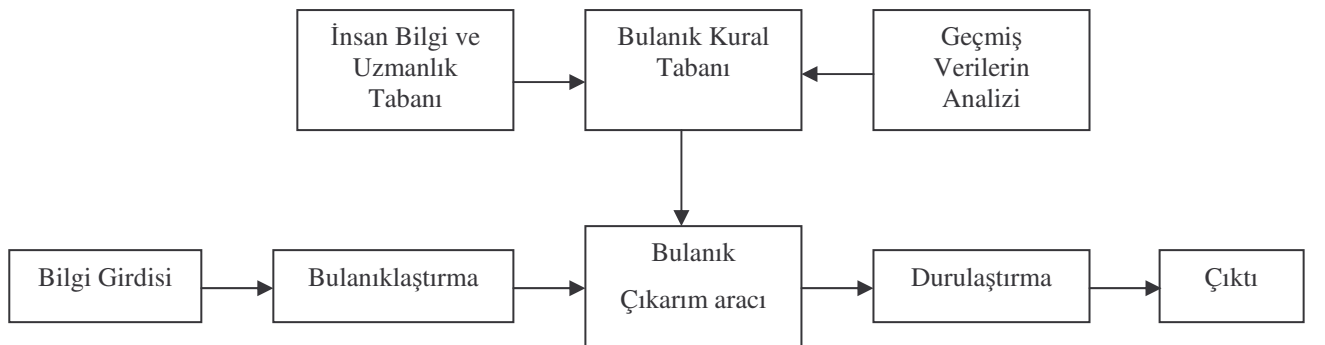 İnsan Bilgi ve
Uzmanlık
Tabanı
Bulanık Kural
Tabanı
Geçmiş
Verilerin
Analizi
Bilgi Girdisi
Bulanıklaştırma
Bulanık
Çıkarım aracı
Durulaştırma
Çıktı